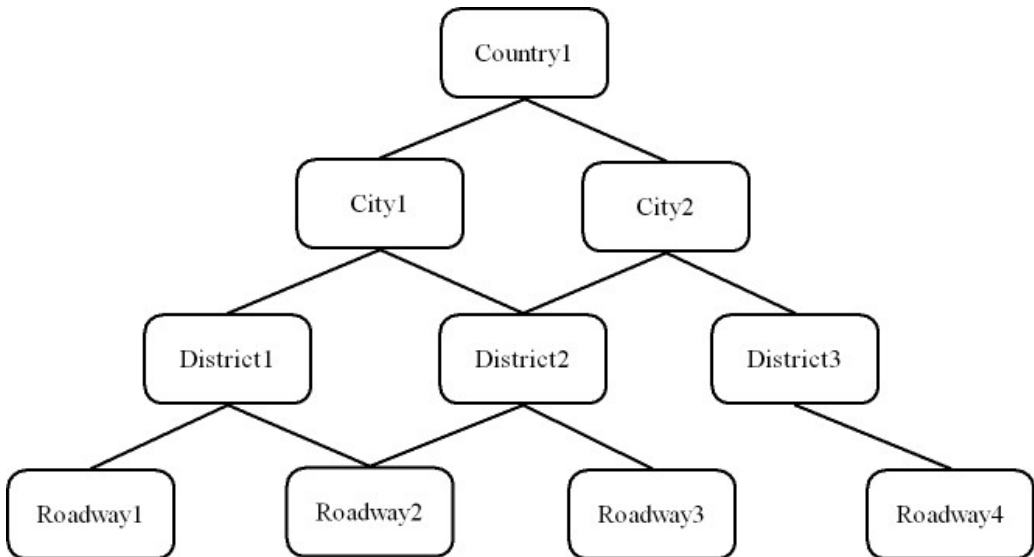 Country1
City1
City2
District1
District2
District3
Roadway1
Roadway2
Roadway3
Roadway4